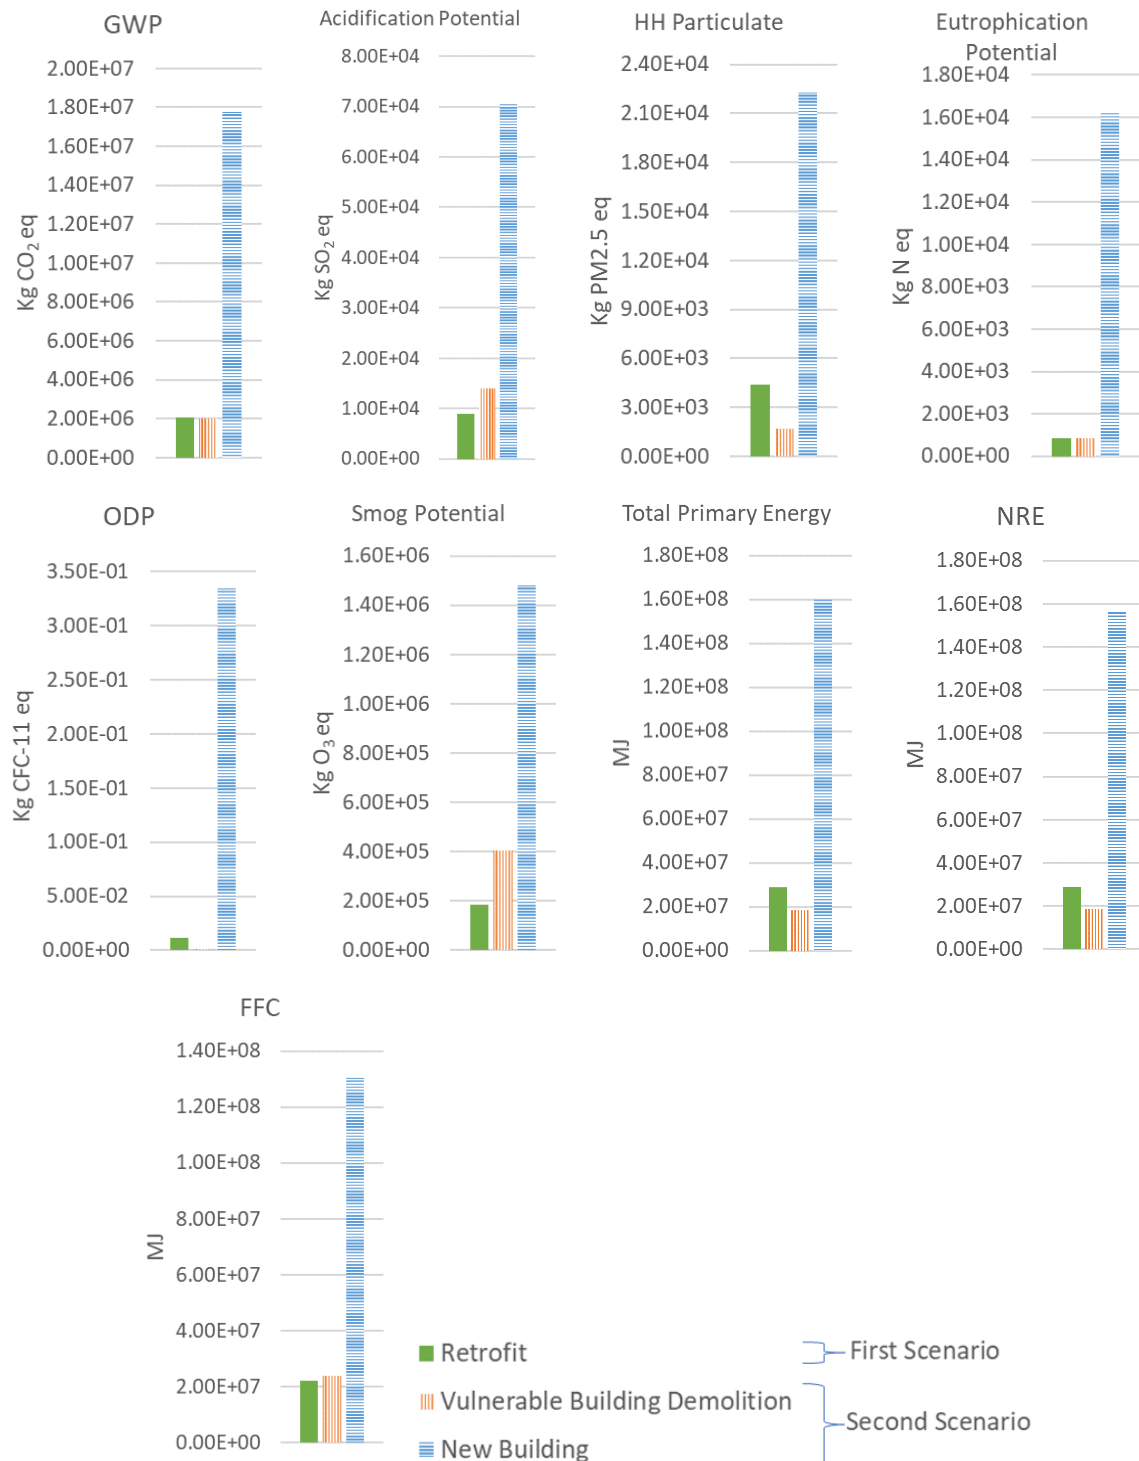 GWP
Kg CO₂ eq
2.00E+07
1.80E+07
1.60E+07
1.40E+07
1.20E+07
1.00E+07
8.00E+06
6.00E+06
4.00E+06
2.00E+06
0.00E+00
Acidification Potential
Kg SO₂ eq
8.00E+04
7.00E+04
6.00E+04
5.00E+04
4.00E+04
3.00E+04
2.00E+04
1.00E+04
0.00E+00
HH Particulate
Kg PM2.5 eq
2.40E+04
2.10E+04
1.80E+04
1.50E+04
1.20E+04
9.00E+03
6.00E+03
3.00E+03
0.00E+00
Eutrophication
Potential
Kg N eq
1.80E+04
1.60E+04
1.40E+04
1.20E+04
1.00E+04
8.00E+03
6.00E+03
4.00E+03
2.00E+03
0.00E+00
ODP
Kg CFC-11 eq
3.50E-01
3.00E-01
2.50E-01
2.00E-01
1.50E-01
1.00E-01
5.00E-02
0.00E+00
Smog Potential
Kg O₃ eq
1.60E+06
1.40E+06
1.20E+06
1.00E+06
8.00E+05
6.00E+05
4.00E+05
2.00E+05
0.00E+00
Total Primary Energy
MJ
1.80E+08
1.60E+08
1.40E+08
1.20E+08
1.00E+08
8.00E+07
6.00E+07
4.00E+07
2.00E+07
0.00E+00
NRE
MJ
1.80E+08
1.60E+08
1.40E+08
1.20E+08
1.00E+08
8.00E+07
6.00E+07
4.00E+07
2.00E+07
0.00E+00
FFC
MJ
1.40E+08
1.20E+08
1.00E+08
8.00E+07
6.00E+07
4.00E+07
2.00E+07
0.00E+00
Retrofit
First Scenario
Vulnerable Building Demolition
Second Scenario
New Building